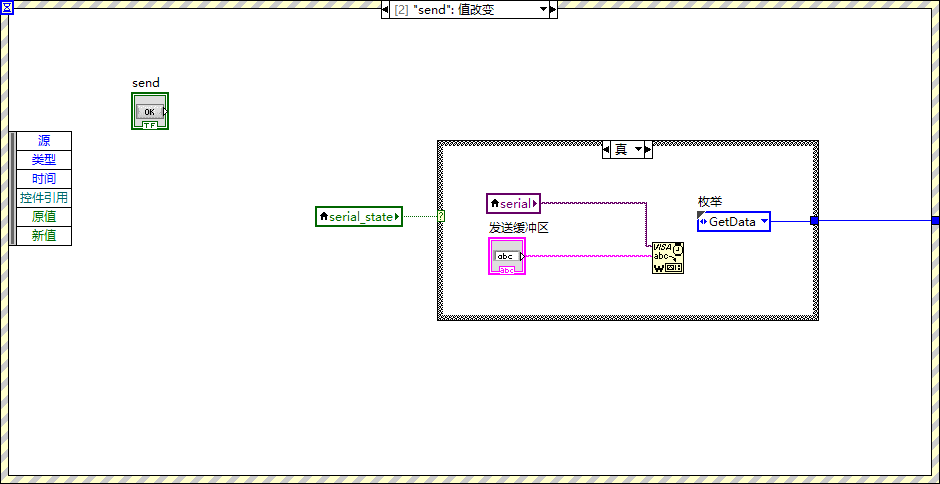 [2] "send": 值改变
send
OK
TF
源
类型
时间
控件引用
原值
新值
真
serial_state
?
serial
发送缓冲区
abc
abc
VISA
abc
W
枚举
GetData